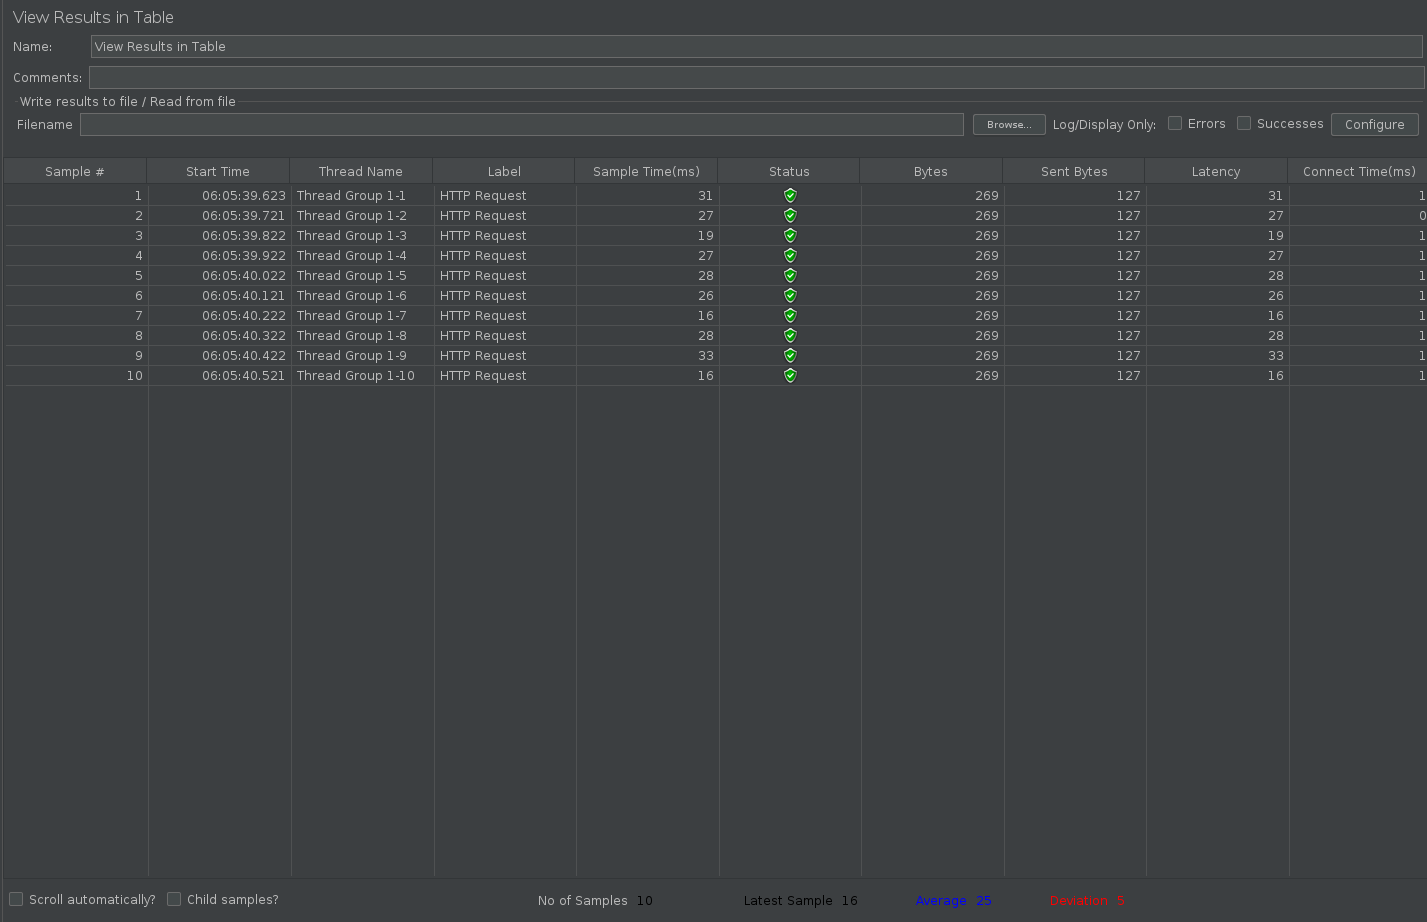 View Results in Table
Name: View Results in Table
Comments:
Write results to file / Read from file
Filename Browse... Log/Display Only: Errors Successes Configure
Sample # Start Time Thread Name Label Sample Time(ms) Status Bytes Sent Bytes Latency Connect Time(ms)
1 06:05:39.623 Thread Group 1-1 HTTP Request 31 269 127 31 1
2 06:05:39.721 Thread Group 1-2 HTTP Request 27 269 127 27 0
3 06:05:39.822 Thread Group 1-3 HTTP Request 19 269 127 19 1
4 06:05:39.922 Thread Group 1-4 HTTP Request 27 269 127 27 1
5 06:05:40.022 Thread Group 1-5 HTTP Request 28 269 127 28 1
6 06:05:40.121 Thread Group 1-6 HTTP Request 26 269 127 26 1
7 06:05:40.222 Thread Group 1-7 HTTP Request 16 269 127 16 1
8 06:05:40.322 Thread Group 1-8 HTTP Request 28 269 127 28 1
9 06:05:40.422 Thread Group 1-9 HTTP Request 33 269 127 33 1
10 06:05:40.521 Thread Group 1-10 HTTP Request 16 269 127 16 1
Scroll automatically? Child samples? No of Samples 10 Latest Sample 16 Average 25 Deviation 5